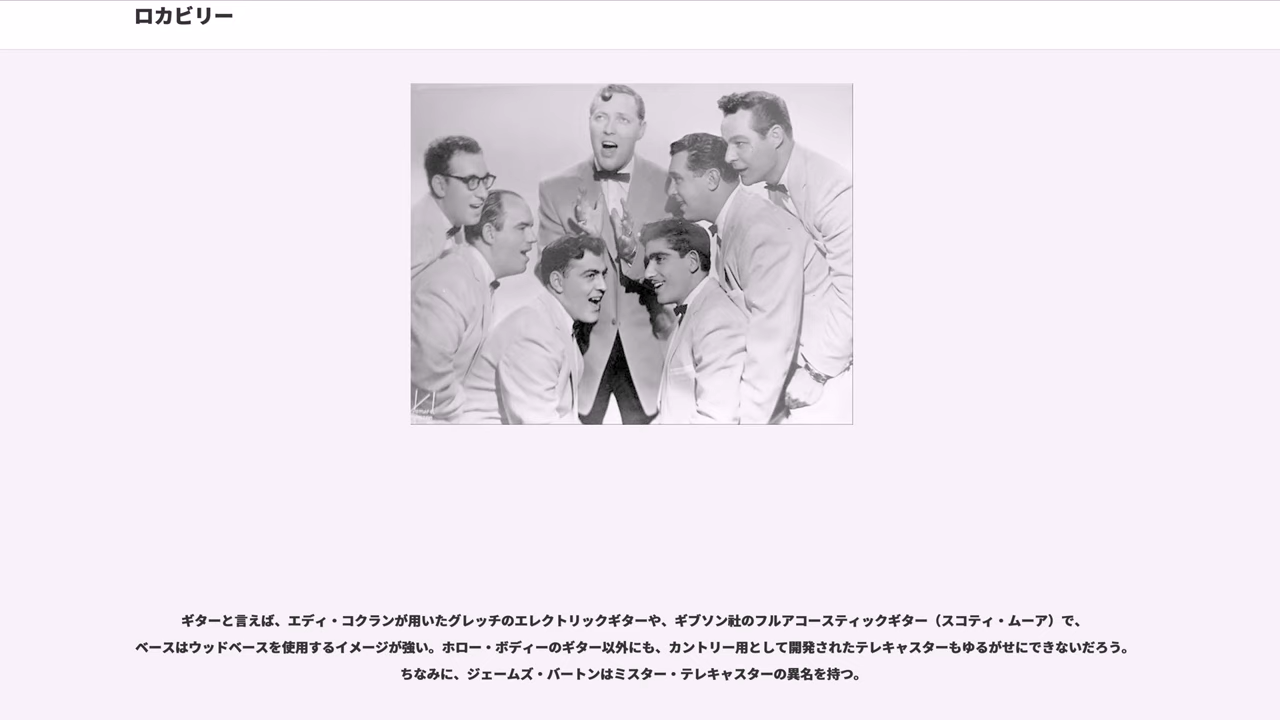 ロカビリー
ギターと言えば、エディ・コクランが用いたグレッチのエレクトリックギターや、ギブソン社のフルアコースティックギター（スコティ・ムーア）で、
ベースはウッドベースを使用するイメージが強い。ホロー・ボディーのギター以外にも、カントリー用として開発されたテレキャスターもゆるがせにできないだろう。
ちなみに、ジェームズ・バートンはミスター・テレキャスターの異名を持つ。